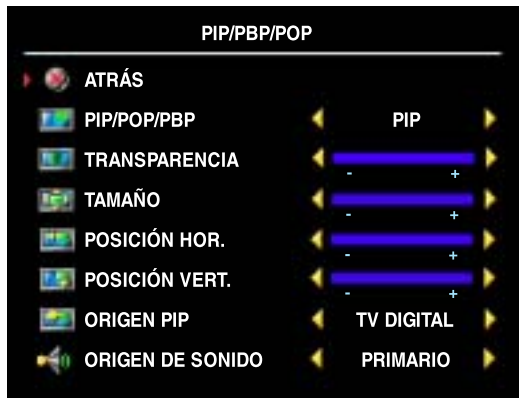 PIP/PBP/POP
ATRÁS
PIP/POP/PBP PIP
TRANSPARENCIA
- +
TAMAÑO
- +
POSICIÓN HOR.
- +
POSICIÓN VERT.
- +
ORIGEN PIP TV DIGITAL
ORIGEN DE SONIDO PRIMARIO